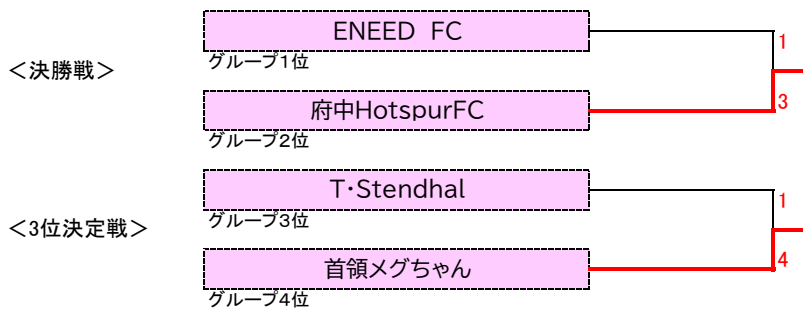 ENEED FC
グループ1位
1
＜決勝戦＞
3
府中HotspurFC
グループ2位
T・Stendhal
グループ3位
1
＜3位決定戦＞
4
首領メグちゃん
グループ4位